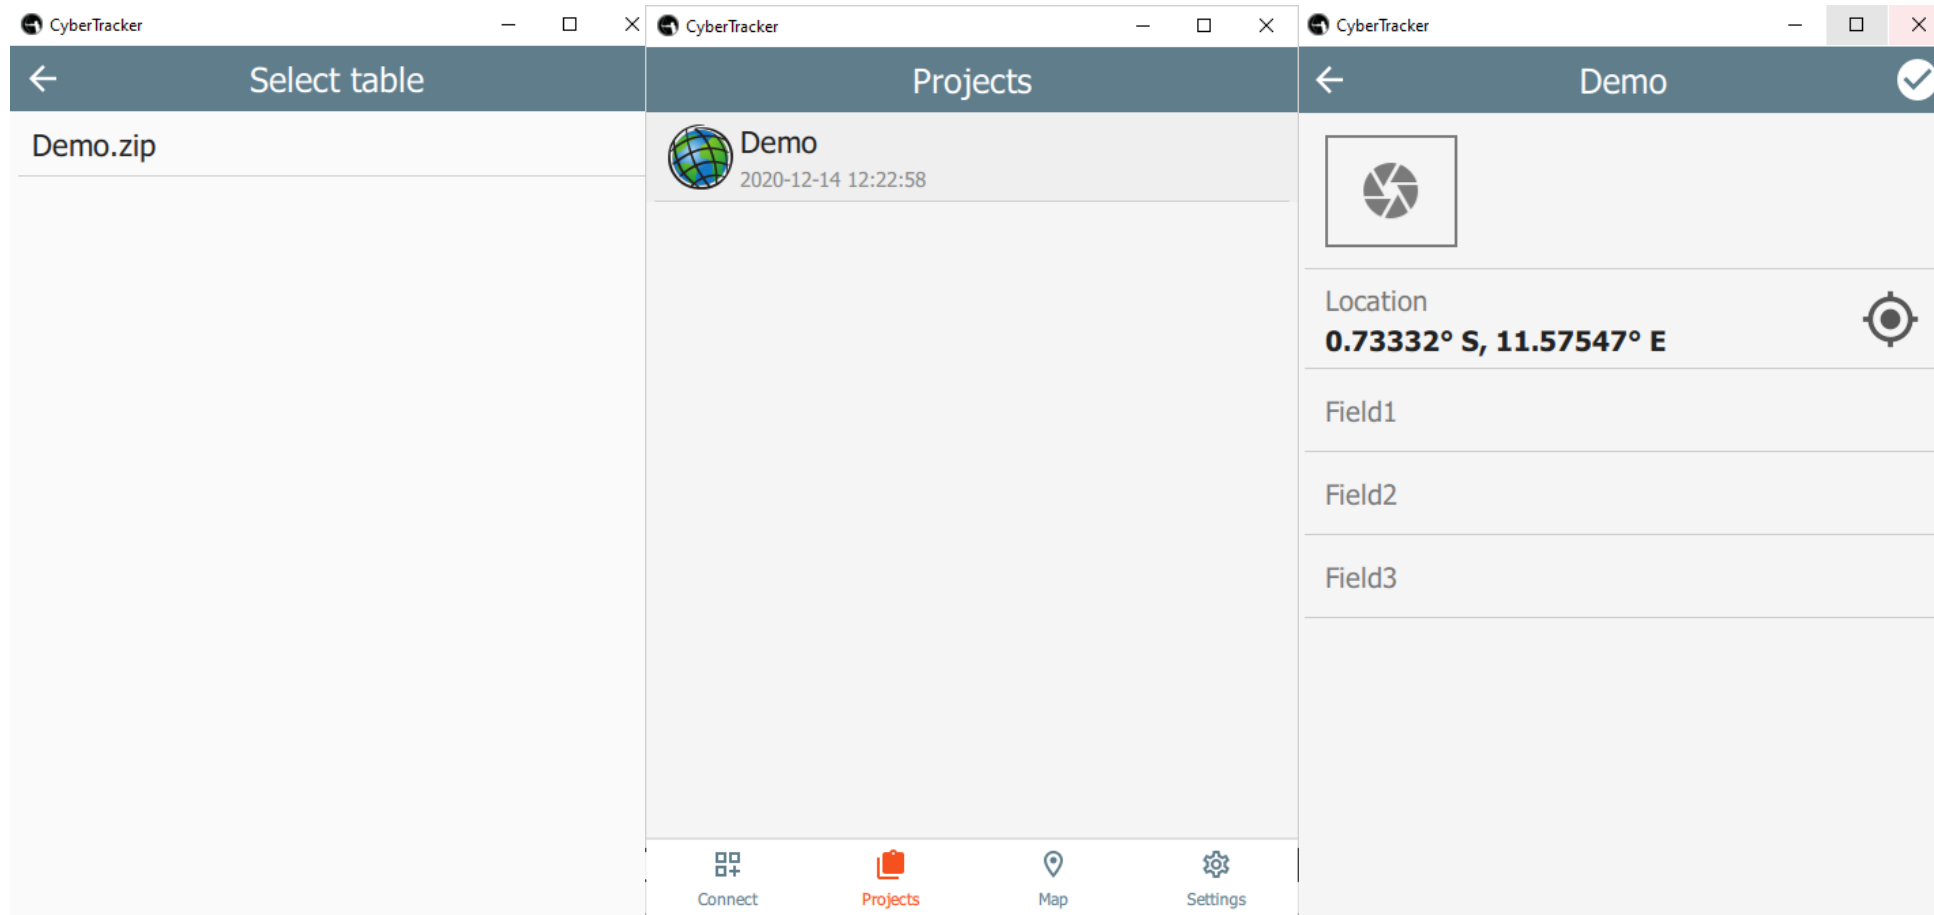 CyberTracker
Select table
Demo.zip
CyberTracker
Projects
Demo
2020-12-14 12:22:58
Connect
Projects
Map
Settings
CyberTracker
Demo
Location
0.73332° S, 11.57547° E
Field1
Field2
Field3